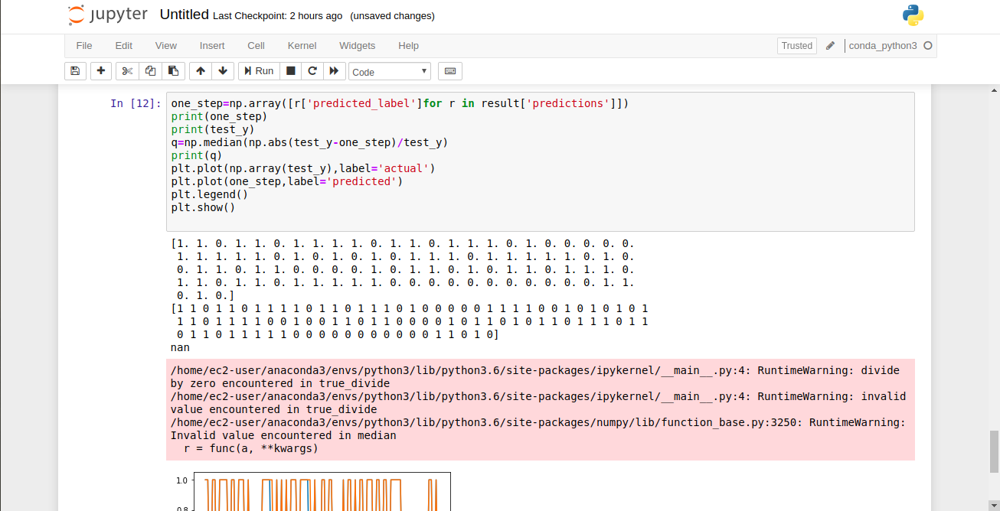 jupyter Untitled Last Checkpoint: 2 hours ago (unsaved changes)
File Edit View Insert Cell Kernel Widgets Help Trusted conda_python3
Run Code
In [12]: one_step=np.array([r['predicted_label']for r in result['predictions']])
print(one_step)
print(test_y)
q=np.median(np.abs(test_y-one_step)/test_y)
print(q)
plt.plot(np.array(test_y),label='actual')
plt.plot(one_step,label='predicted')
plt.legend()
plt.show()
[1. 1. 0. 1. 1. 0. 1. 1. 1. 1. 0. 1. 1. 0. 1. 1. 1. 0. 1. 0. 0. 0. 0. 0.
1. 1. 1. 1. 1. 0. 1. 0. 1. 0. 1. 0. 1. 1. 1. 0. 1. 1. 1. 1. 1. 0. 1. 0.
0. 1. 1. 0. 1. 1. 0. 0. 0. 0. 1. 0. 1. 1. 0. 1. 0. 1. 1. 0. 1. 1. 1. 0.
1. 1. 0. 1. 1. 0. 1. 1. 1. 1. 1. 0. 0. 0. 0. 0. 0. 0. 0. 0. 0. 0. 1. 1.
0. 1. 0.]
[1 1 0 1 1 0 1 1 1 1 0 1 1 0 1 1 1 0 1 0 0 0 0 0 1 1 1 1 0 0 1 0 1 0 1 0 1
1 1 0 1 1 1 1 0 0 1 0 0 1 1 0 1 1 0 0 0 0 1 0 1 1 0 1 0 1 1 0 1 1 1 0 1 1
0 1 1 0 1 1 1 1 1 0 0 0 0 0 0 0 0 0 0 0 1 1 0 1 0]
nan
/home/ec2-user/anaconda3/envs/python3/lib/python3.6/site-packages/ipykernel/__main__.py:4: RuntimeWarning: divide
by zero encountered in true_divide
/home/ec2-user/anaconda3/envs/python3/lib/python3.6/site-packages/ipykernel/__main__.py:4: RuntimeWarning: invalid
value encountered in true_divide
/home/ec2-user/anaconda3/envs/python3/lib/python3.6/site-packages/numpy/lib/function_base.py:3250: RuntimeWarning:
Invalid value encountered in median
r = func(a, **kwargs)
1.0
0.8